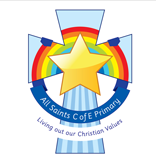 All Saints C of E Primary
Living out our Christian Values